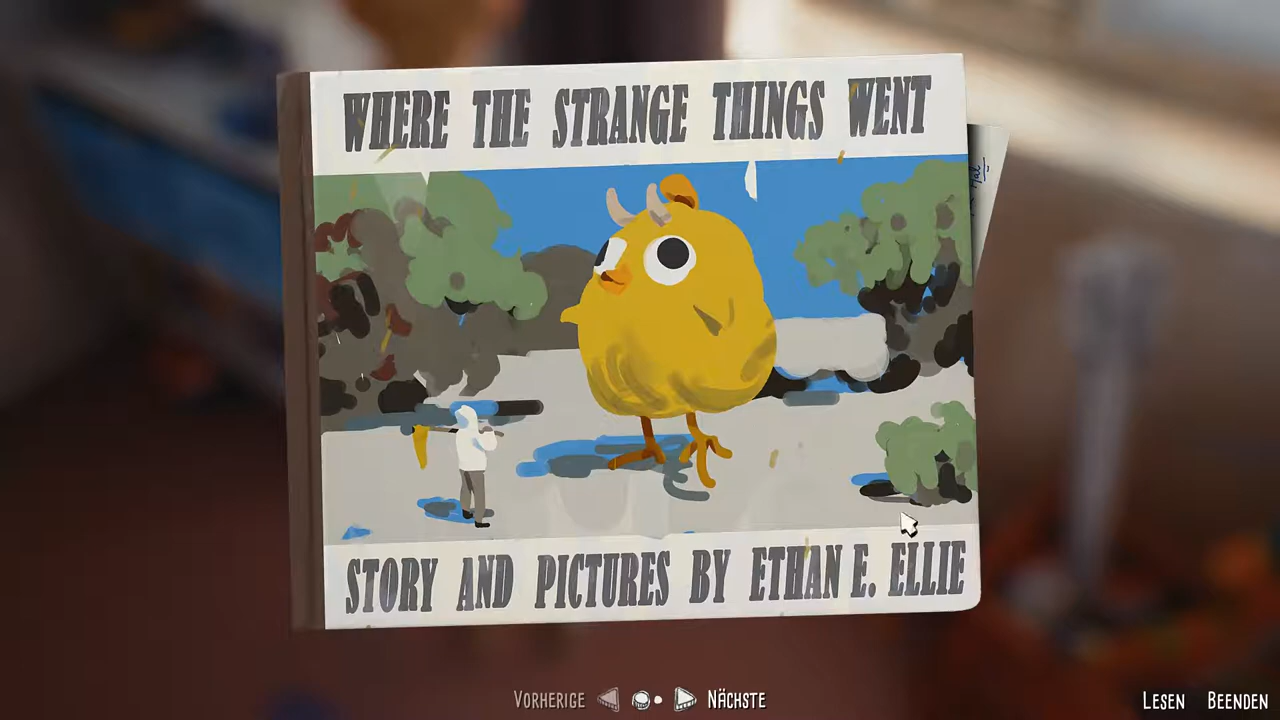 WHERE THE STRANGE THINGS WENT
STORY AND PICTURES BY ETHAN E. ELLIE
VORHERIGE
NÄCHSTE
LESEN
BEENDEN